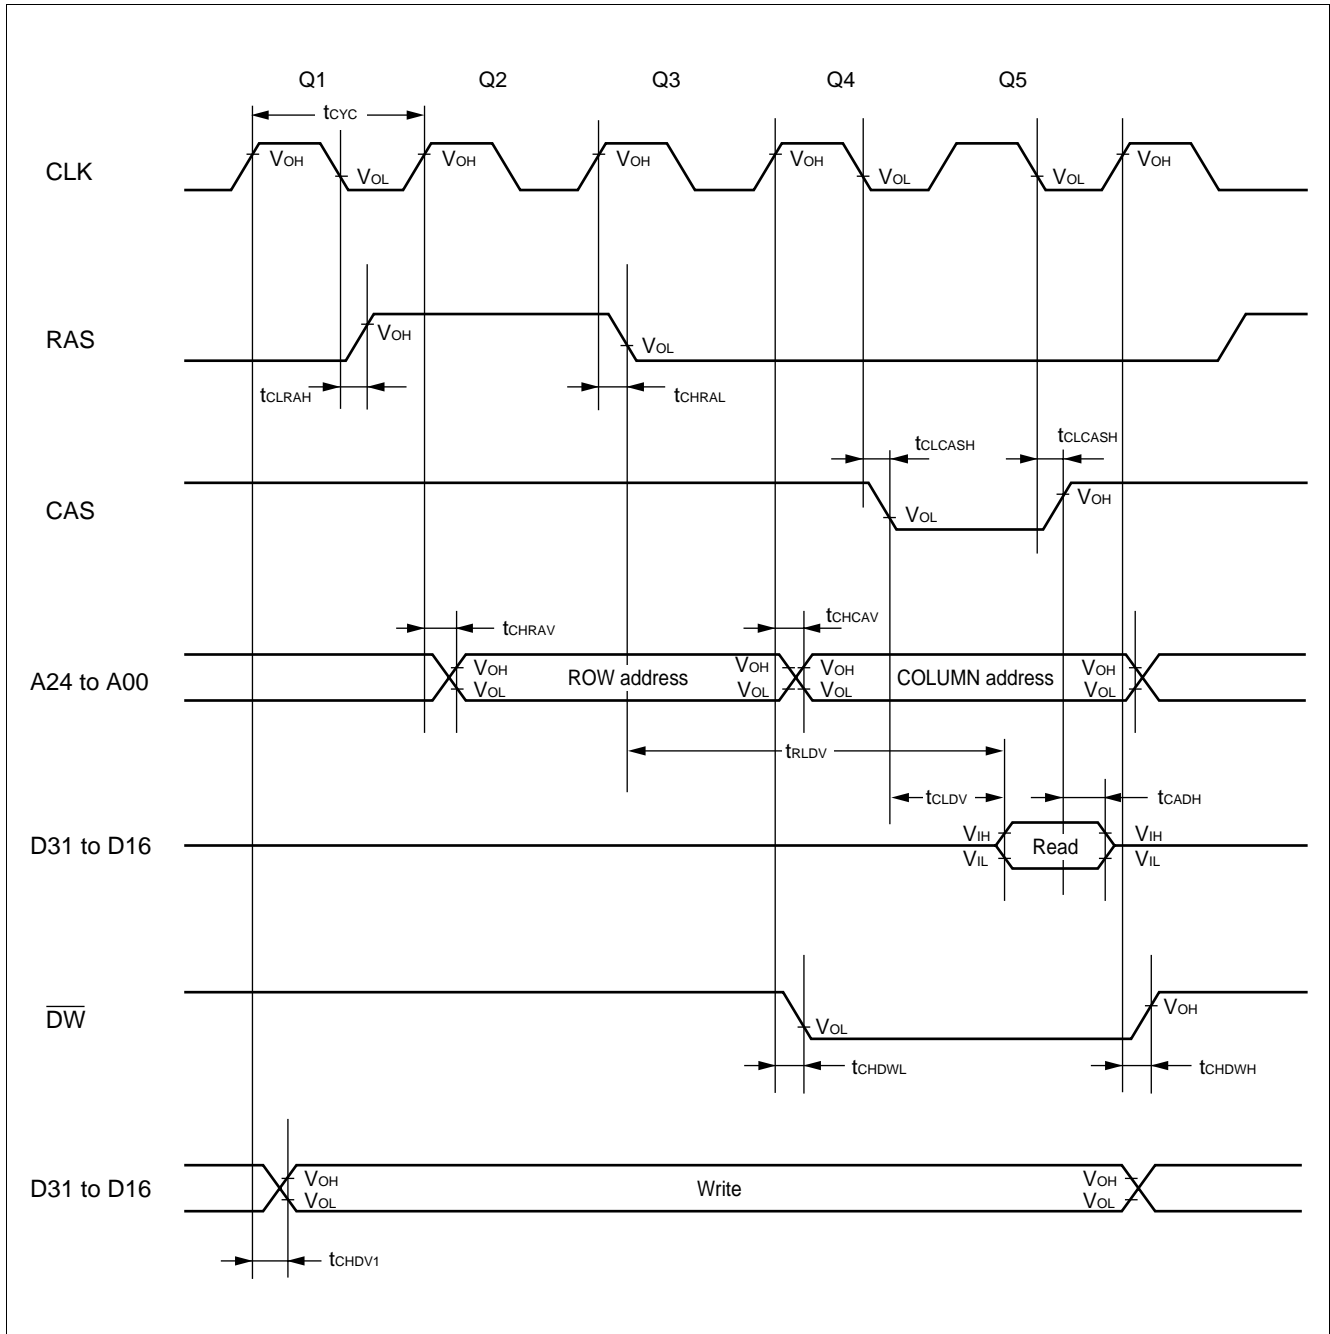 Q1 Q2 Q3 Q4 Q5
tCYC
CLK VOH VOL VOH VOH VOH VOL VOL VOH
RAS VOH VOL
tCLRAH tCHRAL
tCLCASH tCLCASH
CAS VOL VOH
tCHRAV tCHCAV
A24 to A00 VOH VOL ROW address VOH VOL VOH VOL COLUMN address VOH VOL
tRLDV
tCLDV tCADH
D31 to D16 VIH VIL Read VIH VIL
DW VOL VOH
tCHDWL tCHDWH
D31 to D16 VOH VOL Write VOH VOL
tCHDV1